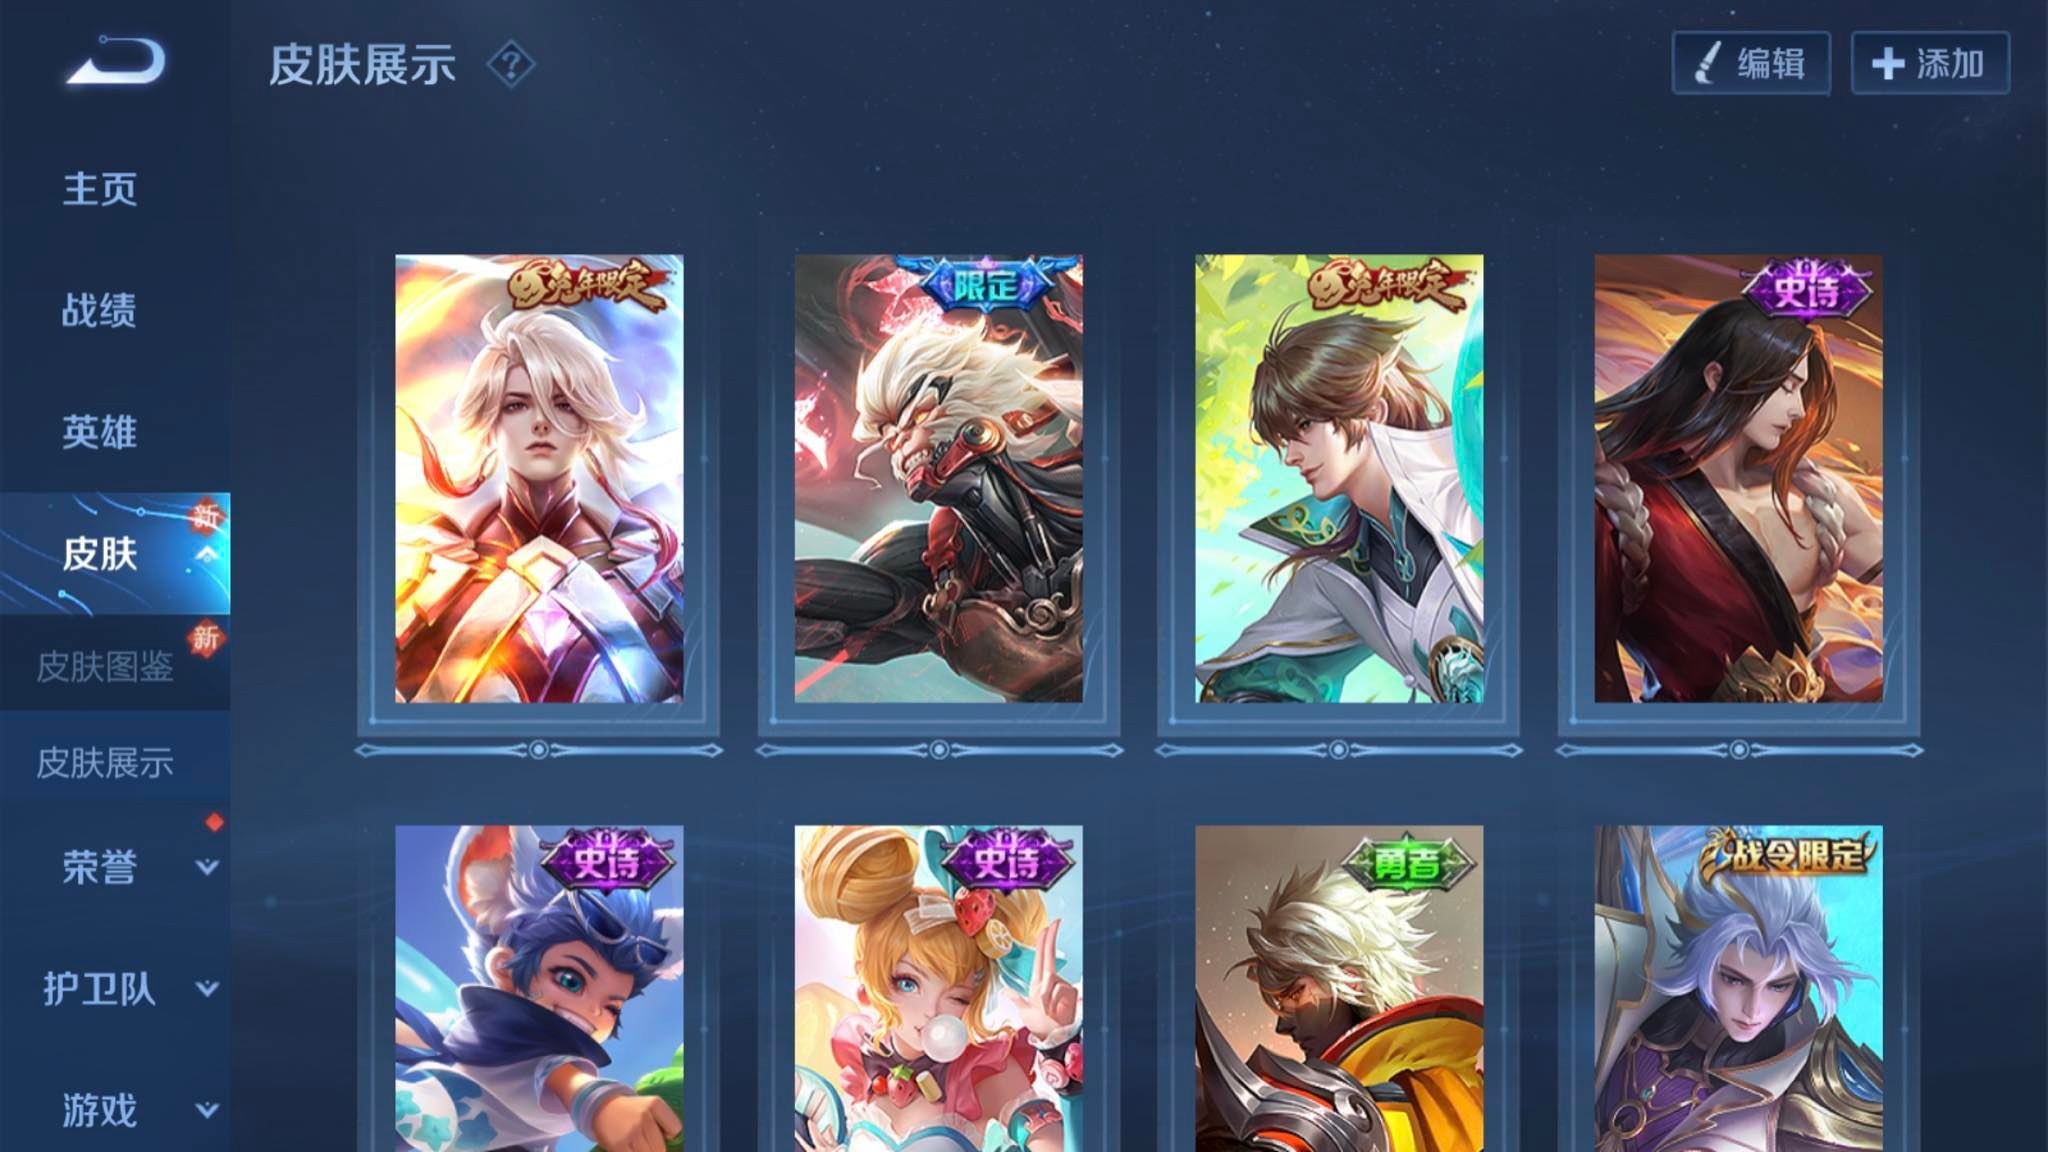 皮肤展示
?
编辑
添加
主页
战绩
英雄
皮肤
新
皮肤图鉴
新
皮肤展示
荣誉
护卫队
游戏
兔年限定
限定
兔年限定
史诗
史诗
史诗
勇者
战令限定